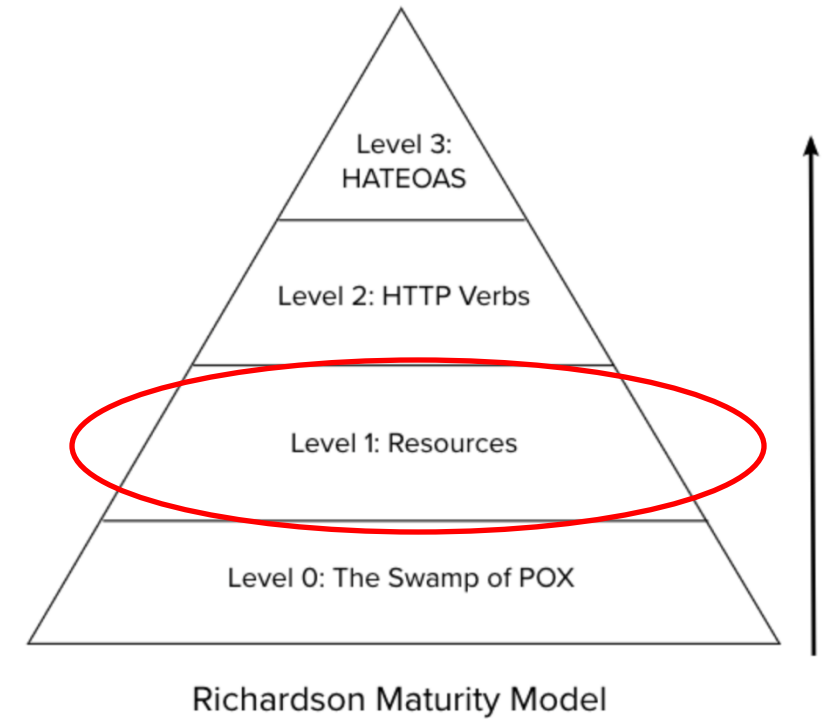 Level 3:
HATEOAS
Level 2: HTTP Verbs
Level 1: Resources
Level 0: The Swamp of POX
Richardson Maturity Model